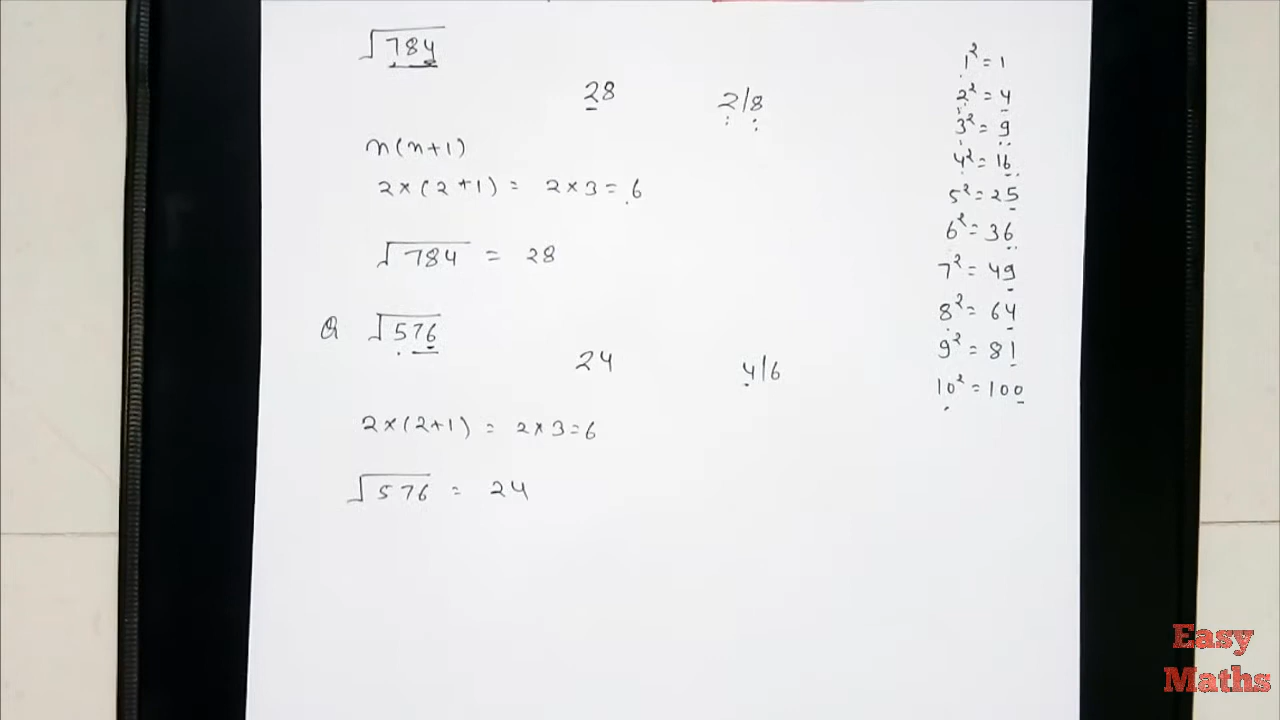 √784
28 2/8
n(n+1)
2×(2+1) = 2×3=6
√784 = 28
Q √576
24 4/6
2×(2+1) = 2×3=6
√576 = 24
1²=1
2²=4
3²=9
4²=16
5²=25
6²=36
7²=49
8²=64
9²=81
10²=100
Easy
Maths